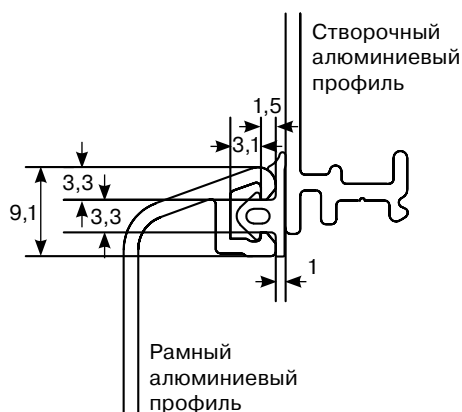 Створочный
алюминиевый
профиль
1,5
3,1
3,3
9,1
3,3
1
Рамный
алюминиевый
профиль